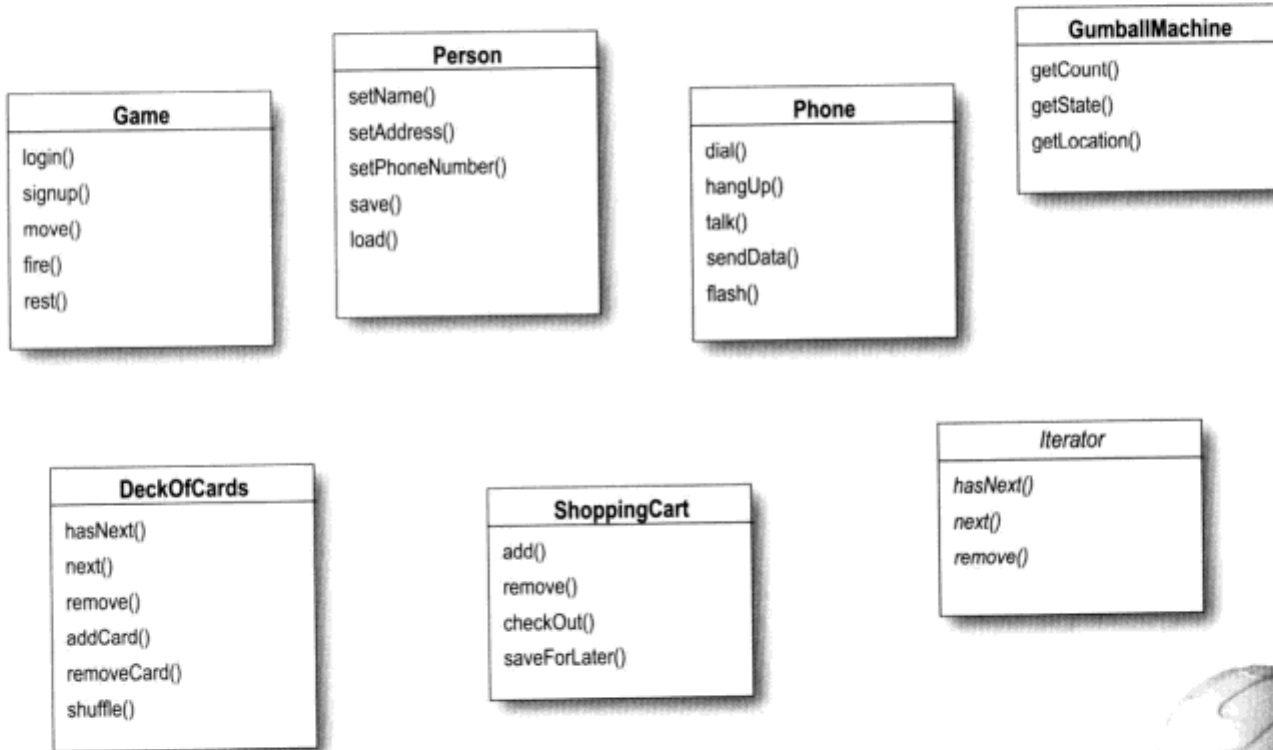 Game
login()
signup()
move()
fire()
rest()
Person
setName()
setAddress()
setPhoneNumber()
save()
load()
Phone
dial()
hangUp()
talk()
sendData()
flash()
GumballMachine
getCount()
getState()
getLocation()
DeckOfCards
hasNext()
next()
remove()
addCard()
removeCard()
shuffle()
ShoppingCart
add()
remove()
checkOut()
saveForLater()
Iterator
hasNext()
next()
remove()